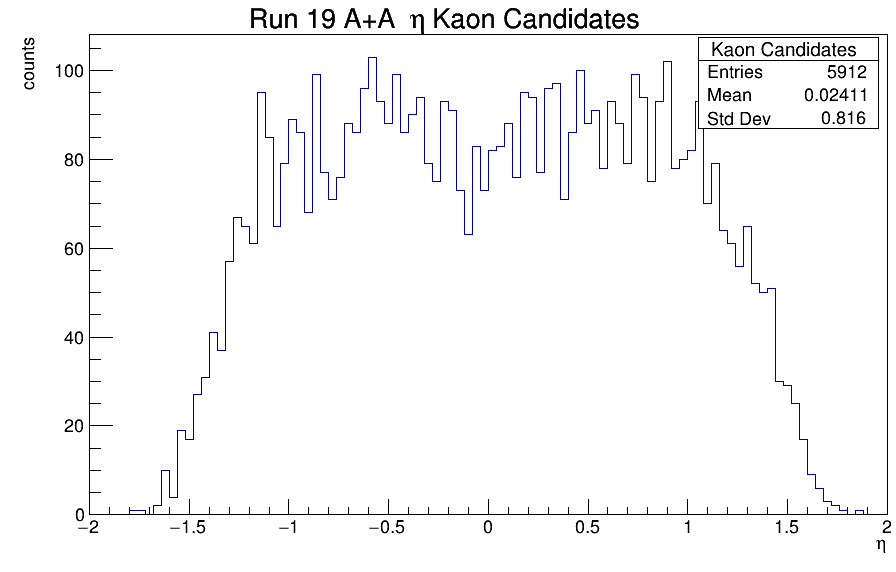 Run 19 A+A η Kaon Candidates
counts
Kaon Candidates
Entries 5912
Mean 0.02411
Std Dev 0.816
100
80
60
40
20
0
−2 −1.5 −1 −0.5 0 0.5 1 1.5 2
η